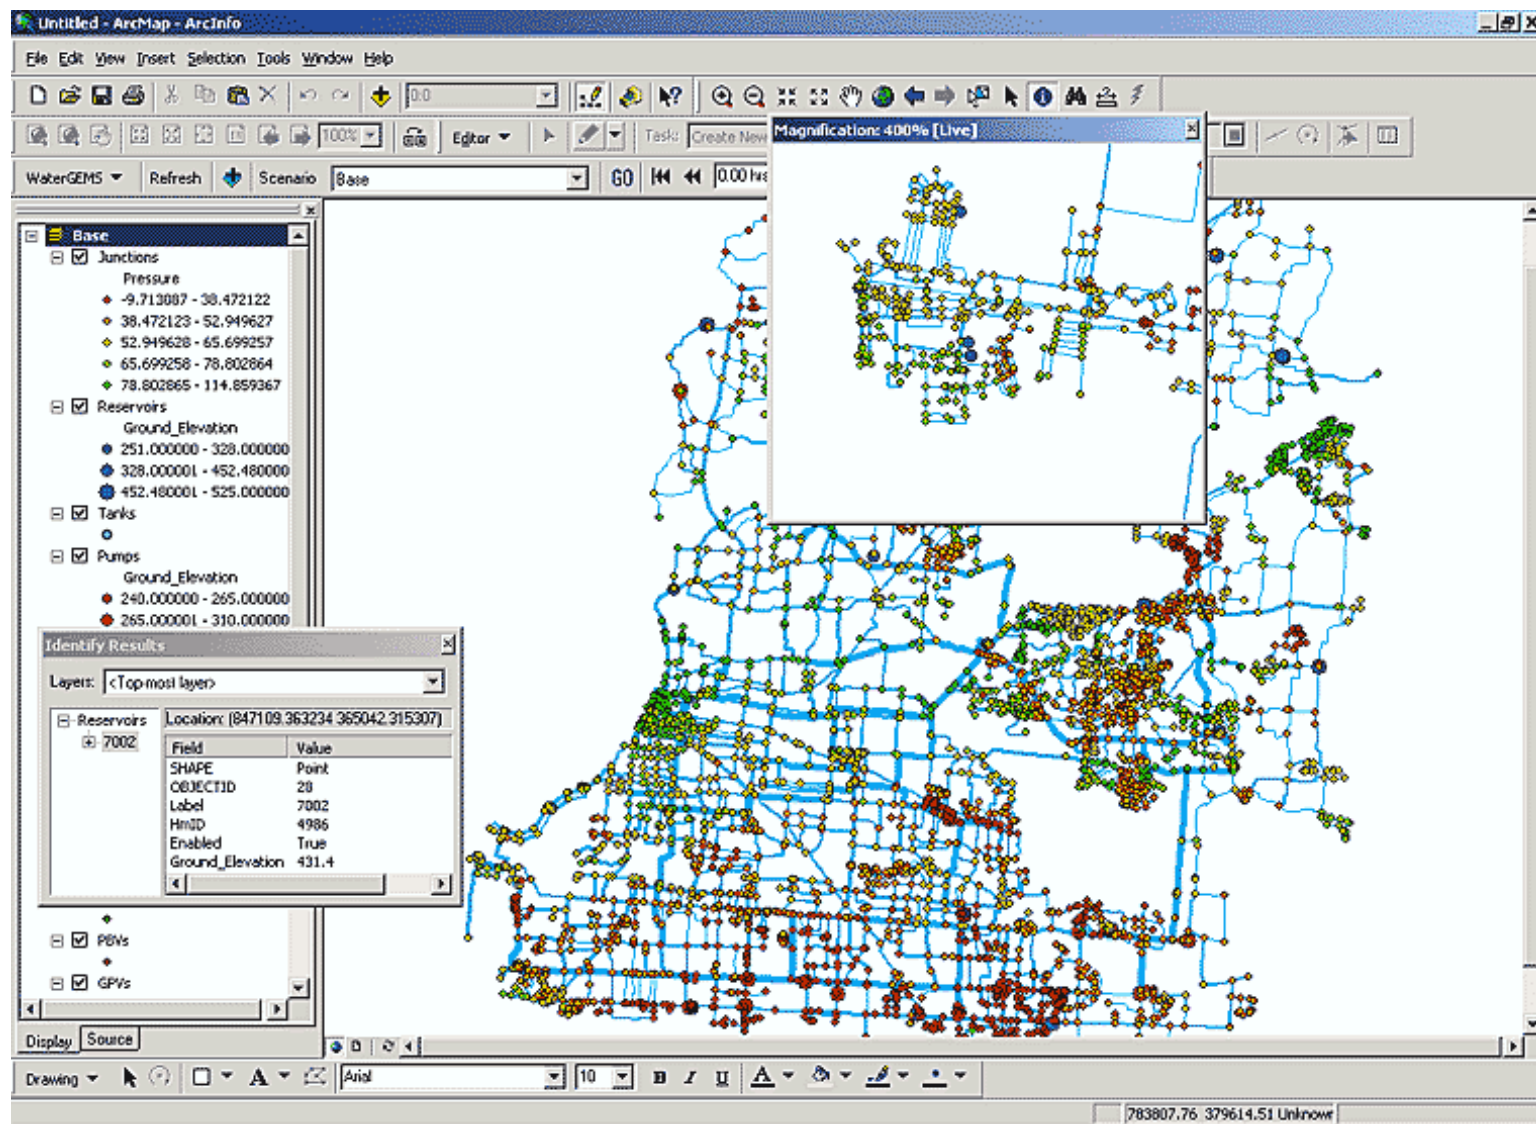 Untitled - ArcMap - ArcInfo
File Edit View Insert Selection Tools Window Help
0:0
100% Editor Task: Create New
WaterGEMS Refresh Scenario Base GO 0.00 hrs
Magnification: 400% [Live]
Base
Junctions
Pressure
-9.713087 - 38.472122
38.472123 - 52.949627
52.949628 - 65.699257
65.699258 - 78.802864
78.802865 - 114.859367
Reservoirs
Ground_Elevation
251.000000 - 328.000000
328.000001 - 452.480000
452.480001 - 525.000000
Tanks
Pumps
Ground_Elevation
240.000000 - 265.000000
265.000001 - 310.000000
Identify Results
Layers: <Top-most layer>
Reservoirs
7002
Location: (847109.363234 365042.315307)
Field Value
SHAPE Point
OBJECTID 28
Label 7002
HmID 4986
Enabled True
Ground_Elevation 431.4
PBVs
GPVs
Display Source
Drawing A Arial 10 B I U A
783807.76 379614.51 Unknown